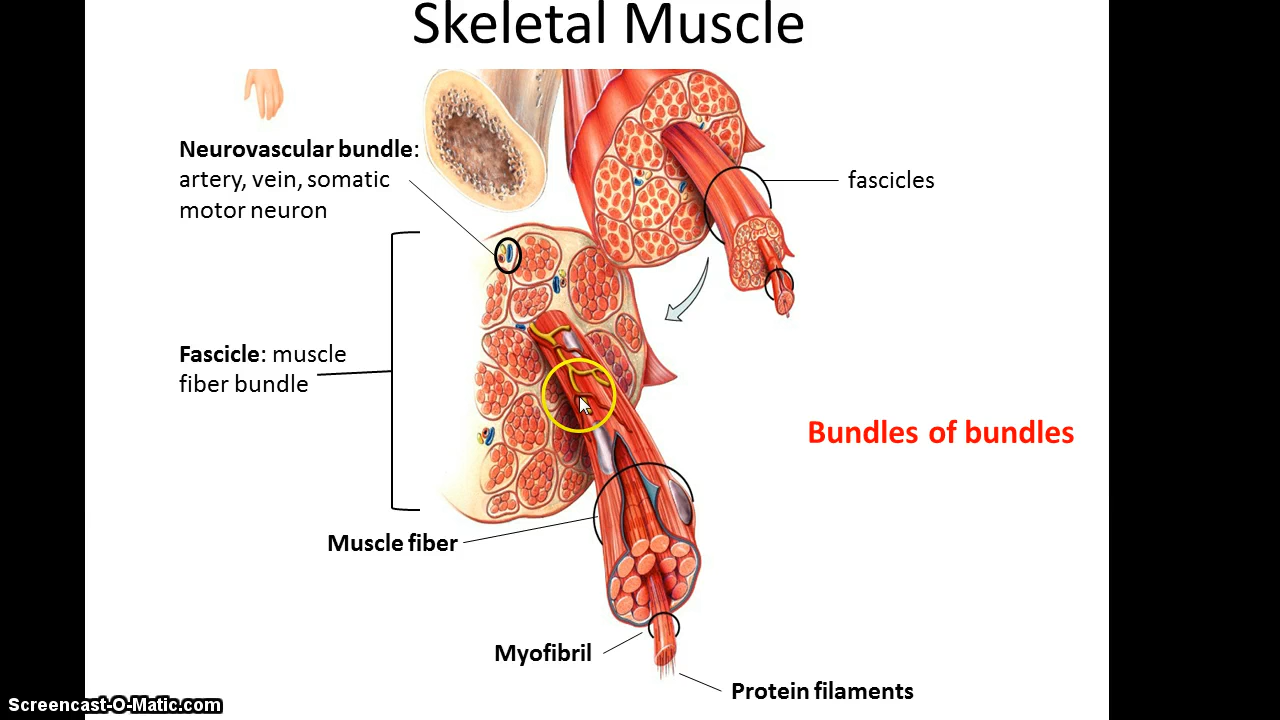 Skeletal Muscle
Neurovascular bundle:
artery, vein, somatic
motor neuron
fascicles
Fascicle: muscle
fiber bundle
Bundles of bundles
Muscle fiber
Myofibril
Protein filaments
Screencast-O-Matic.com